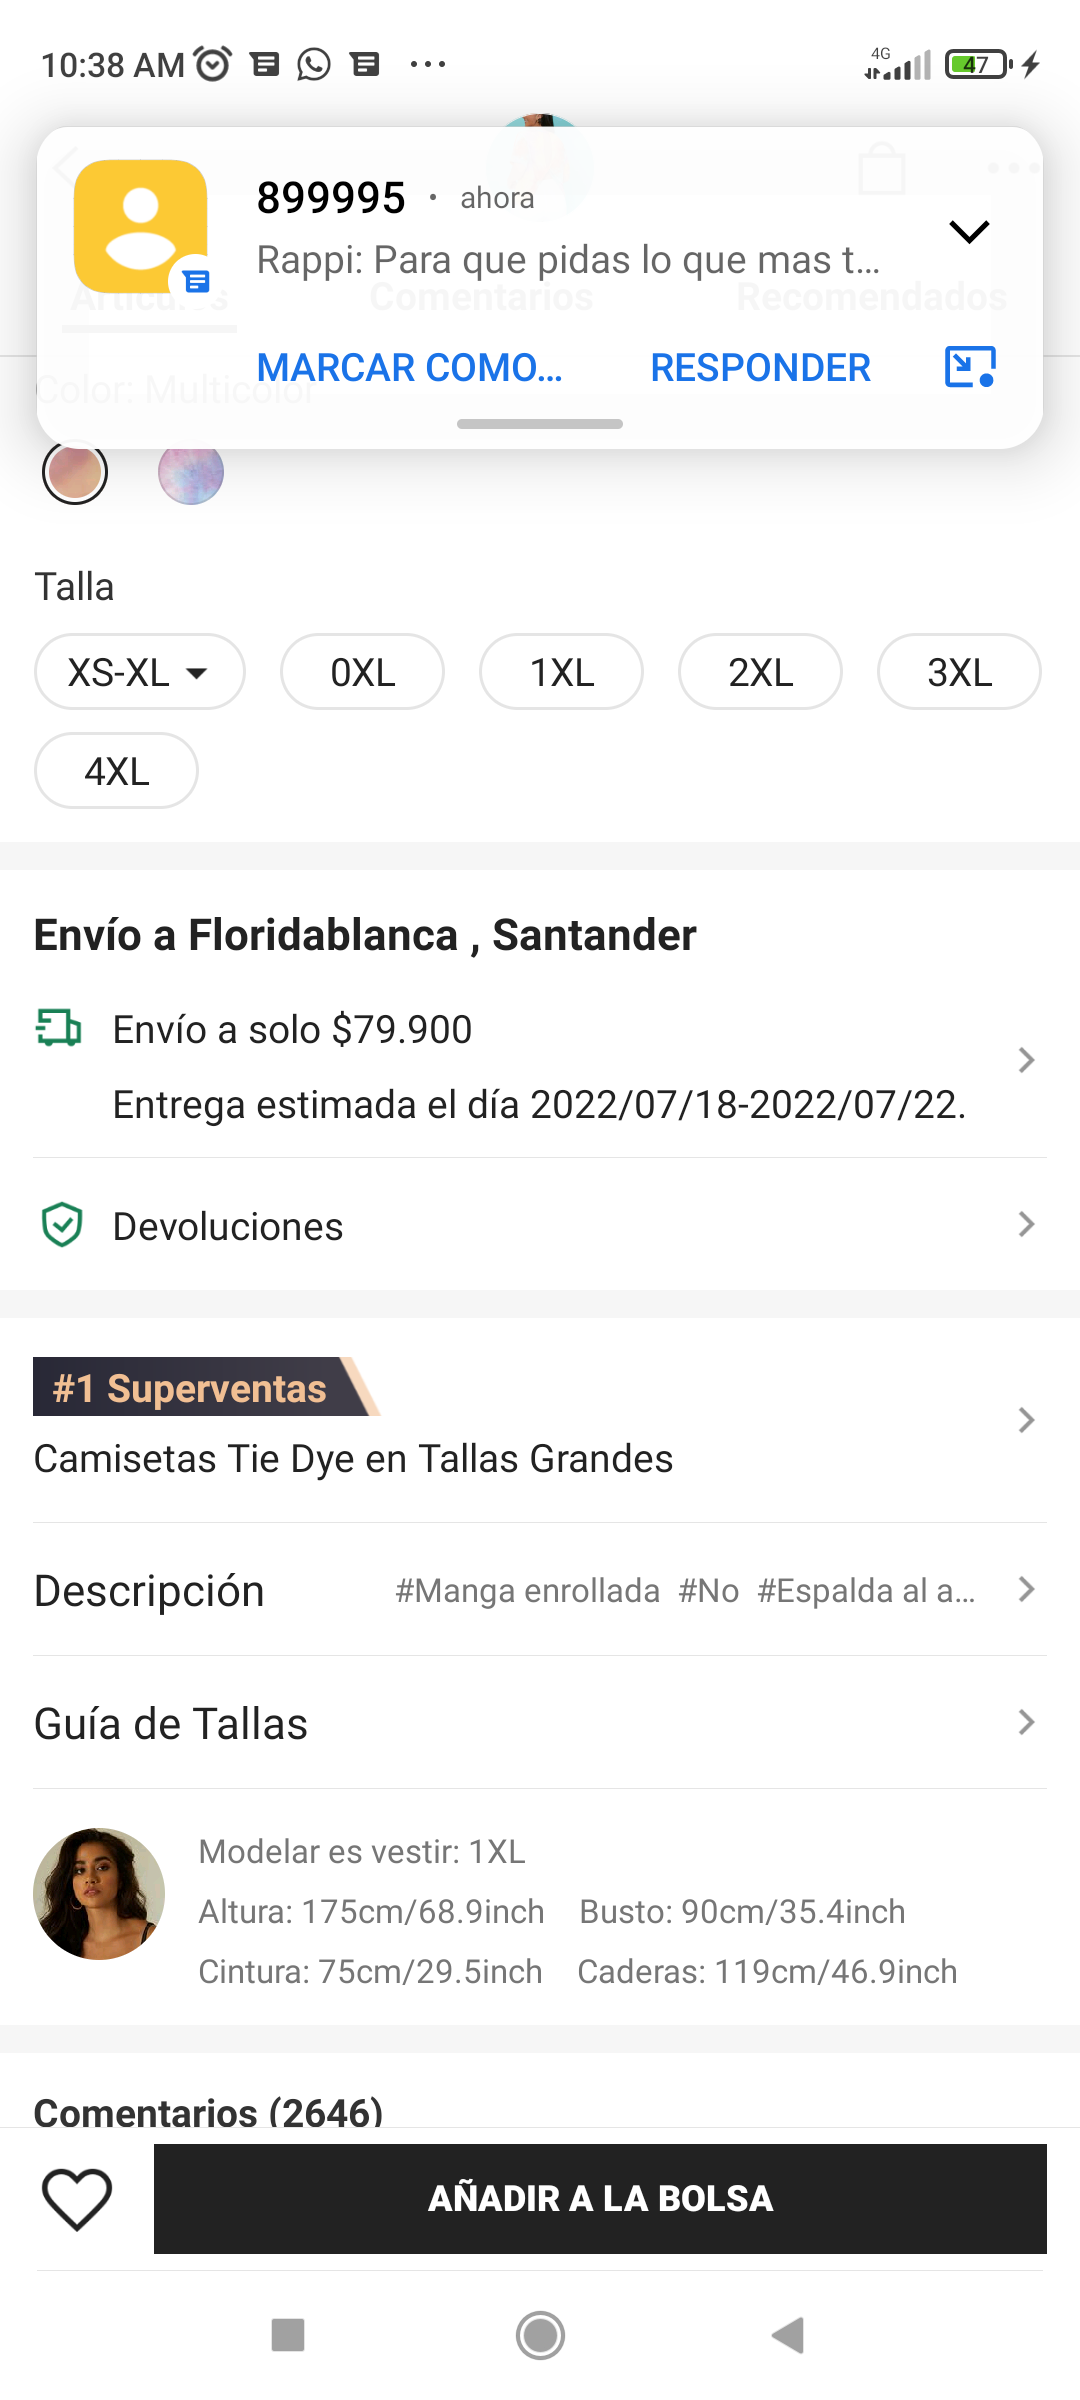 10:38 AM
4G
47
899995 · ahora
Rappi: Para que pidas lo que mas t...
Artículos Comentarios Recomendados
MARCAR COMO... RESPONDER
Color: Multicolor
Talla
XS-XL 0XL 1XL 2XL 3XL
4XL
Envío a Floridablanca , Santander
Envío a solo $79.900
Entrega estimada el día 2022/07/18-2022/07/22.
Devoluciones
#1 Superventas
Camisetas Tie Dye en Tallas Grandes
Descripción #Manga enrollada #No #Espalda al a...
Guía de Tallas
Modelar es vestir: 1XL
Altura: 175cm/68.9inch Busto: 90cm/35.4inch
Cintura: 75cm/29.5inch Caderas: 119cm/46.9inch
Comentarios (2646)
AÑADIR A LA BOLSA